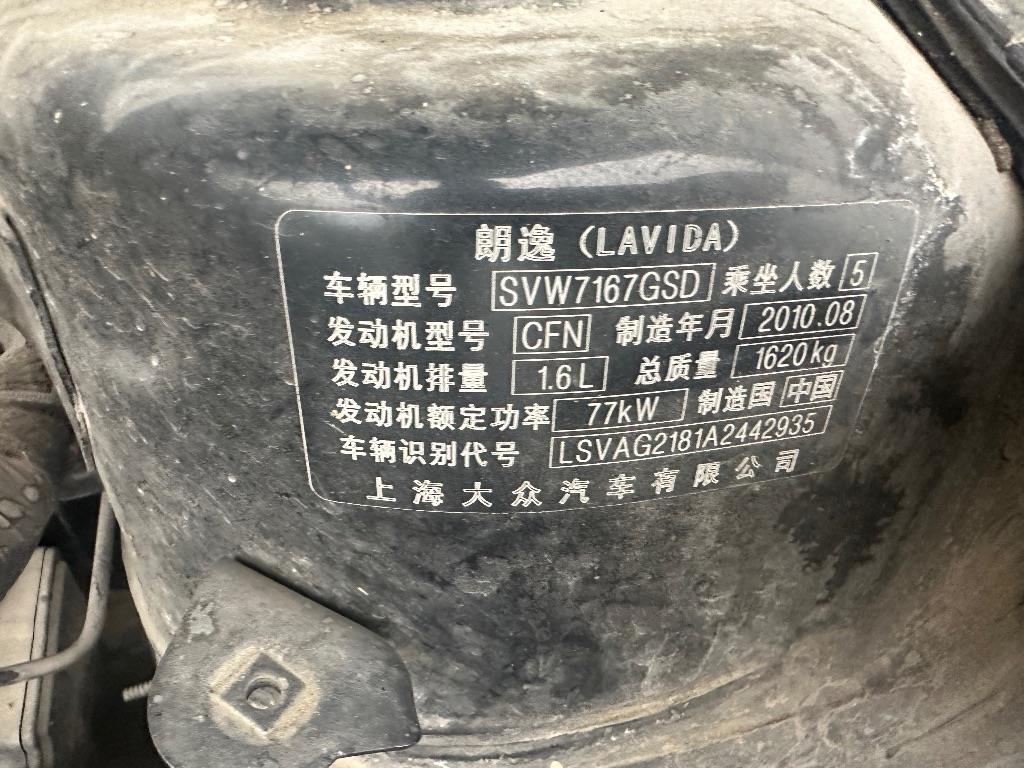 朗逸 (LAVIDA)
车辆型号 SVW7167GSD 乘坐人数 5
发动机型号 CFN 制造年月 2010.08
发动机排量 1.6L 总质量 1620kg
发动机额定功率 77kW 制造国 中国
车辆识别代号 LSVAG2181A2442935
上海大众汽车有限公司